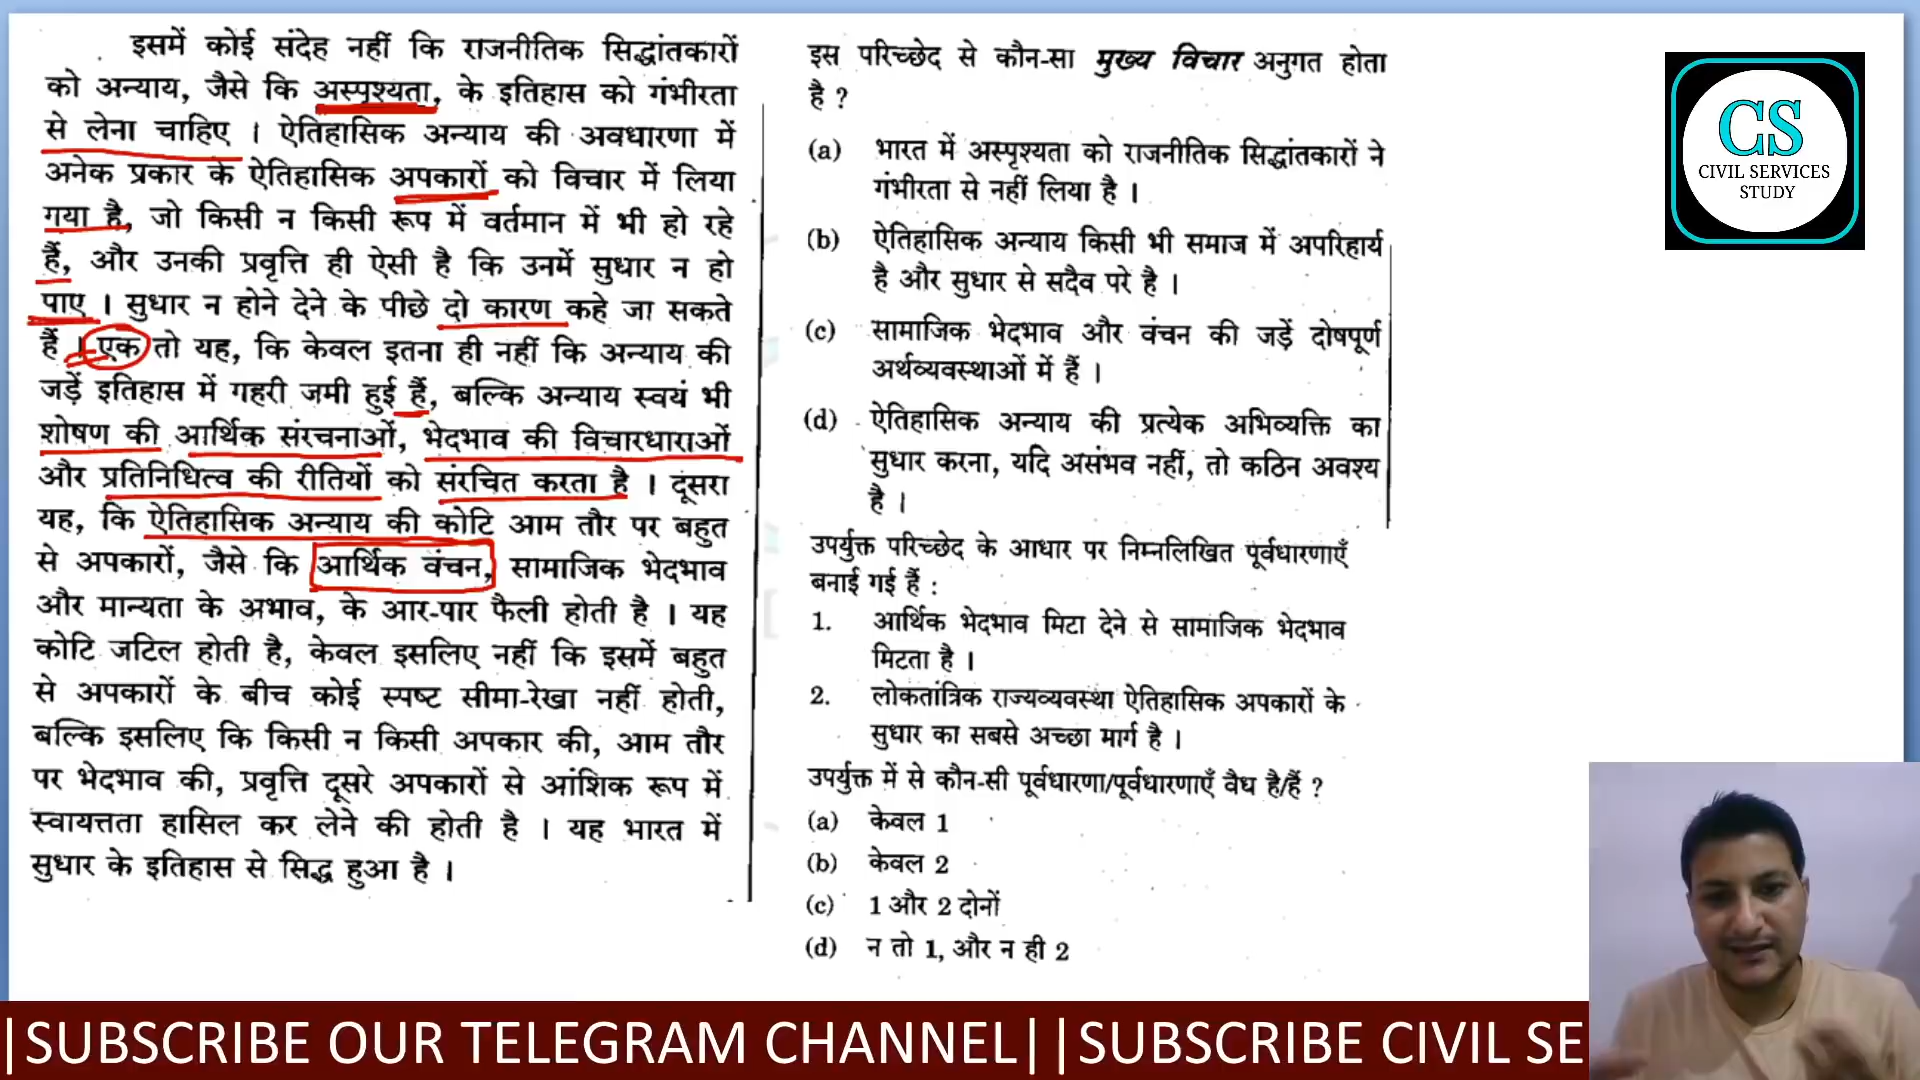 इसमें कोई संदेह नहीं कि राजनीतिक सिद्धांतकारों
को अन्याय, जैसे कि अस्पृश्यता, के इतिहास को गंभीरता
से लेना चाहिए । ऐतिहासिक अन्याय की अवधारणा में
अनेक प्रकार के ऐतिहासिक अपकारों को विचार में लिया
गया है, जो किसी न किसी रूप में वर्तमान में भी हो रहे
हैं, और उनकी प्रवृत्ति ही ऐसी है कि उनमें सुधार न हो
पाए । सुधार न होने देने के पीछे दो कारण कहे जा सकते
हैं । एक तो यह, कि केवल इतना ही नहीं कि अन्याय की
जड़ें इतिहास में गहरी जमी हुई हैं, बल्कि अन्याय स्वयं भी
शोषण की आर्थिक संरचनाओं, भेदभाव की विचारधाराओं
और प्रतिनिधित्व की रीतियों को संरचित करता है । दूसरा
यह, कि ऐतिहासिक अन्याय की कोटि आम तौर पर बहुत
से अपकारों, जैसे कि आर्थिक वंचन, सामाजिक भेदभाव
और मान्यता के अभाव, के आर-पार फैली होती है । यह
कोटि जटिल होती है, केवल इसलिए नहीं कि इसमें बहुत
से अपकारों के बीच कोई स्पष्ट सीमा-रेखा नहीं होती,
बल्कि इसलिए कि किसी न किसी अपकार की, आम तौर
पर भेदभाव की, प्रवृत्ति दूसरे अपकारों से आंशिक रूप में
स्वायत्तता हासिल कर लेने की होती है । यह भारत में
सुधार के इतिहास से सिद्ध हुआ है ।
इस परिच्छेद से कौन-सा मुख्य विचार अनुगत होता
है ?
(a) भारत में अस्पृश्यता को राजनीतिक सिद्धांतकारों ने
गंभीरता से नहीं लिया है ।
(b) ऐतिहासिक अन्याय किसी भी समाज में अपरिहार्य
है और सुधार से सदैव परे है ।
(c) सामाजिक भेदभाव और वंचन की जड़ें दोषपूर्ण
अर्थव्यवस्थाओं में हैं ।
(d) ऐतिहासिक अन्याय की प्रत्येक अभिव्यक्ति का
सुधार करना, यदि असंभव नहीं, तो कठिन अवश्य
है ।
उपर्युक्त परिच्छेद के आधार पर निम्नलिखित पूर्वधारणाएँ
बनाई गई हैं :
1. आर्थिक भेदभाव मिटा देने से सामाजिक भेदभाव
मिटता है ।
2. लोकतांत्रिक राज्यव्यवस्था ऐतिहासिक अपकारों के
सुधार का सबसे अच्छा मार्ग है ।
उपर्युक्त में से कौन-सी पूर्वधारणा/पूर्वधारणाएँ वैध है/हैं ?
(a) केवल 1
(b) केवल 2
(c) 1 और 2 दोनों
(d) न तो 1, और न ही 2
CS
CIVIL SERVICES
STUDY
|SUBSCRIBE OUR TELEGRAM CHANNEL||SUBSCRIBE CIVIL SE